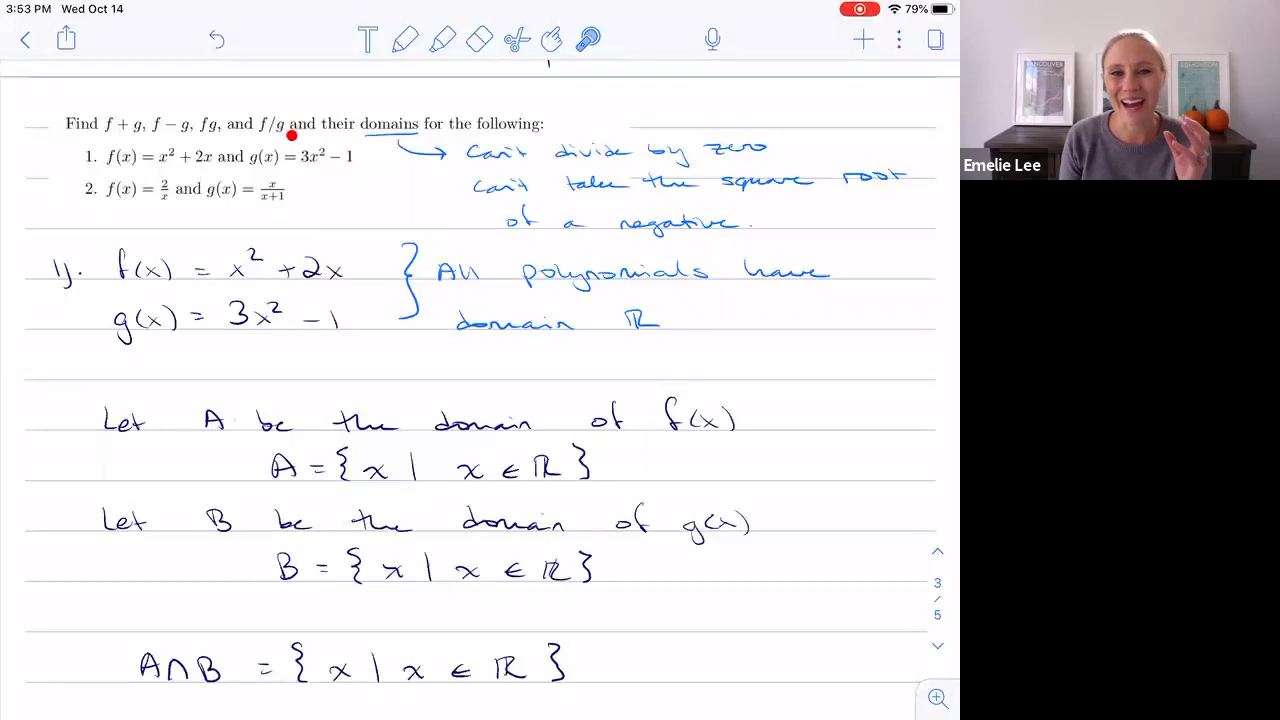 3:53 PM Wed Oct 14
79%
Find f + g, f − g, fg, and f/g and their domains for the following:
1. f(x) = x² + 2x and g(x) = 3x² − 1
2. f(x) = 2/x and g(x) = x/(x+1)
Can't divide by zero
Can't take the square root
of a negative.
1). f(x) = x² + 2x
g(x) = 3x² − 1
All polynomials have
domain ℝ
Let A be the domain of f(x)
A = { x | x ∈ ℝ }
Let B be the domain of g(x)
B = { x | x ∈ ℝ }
A∩B = { x | x ∈ ℝ }
3
/
5
VANCOUVER
EDMONTON
Emelie Lee